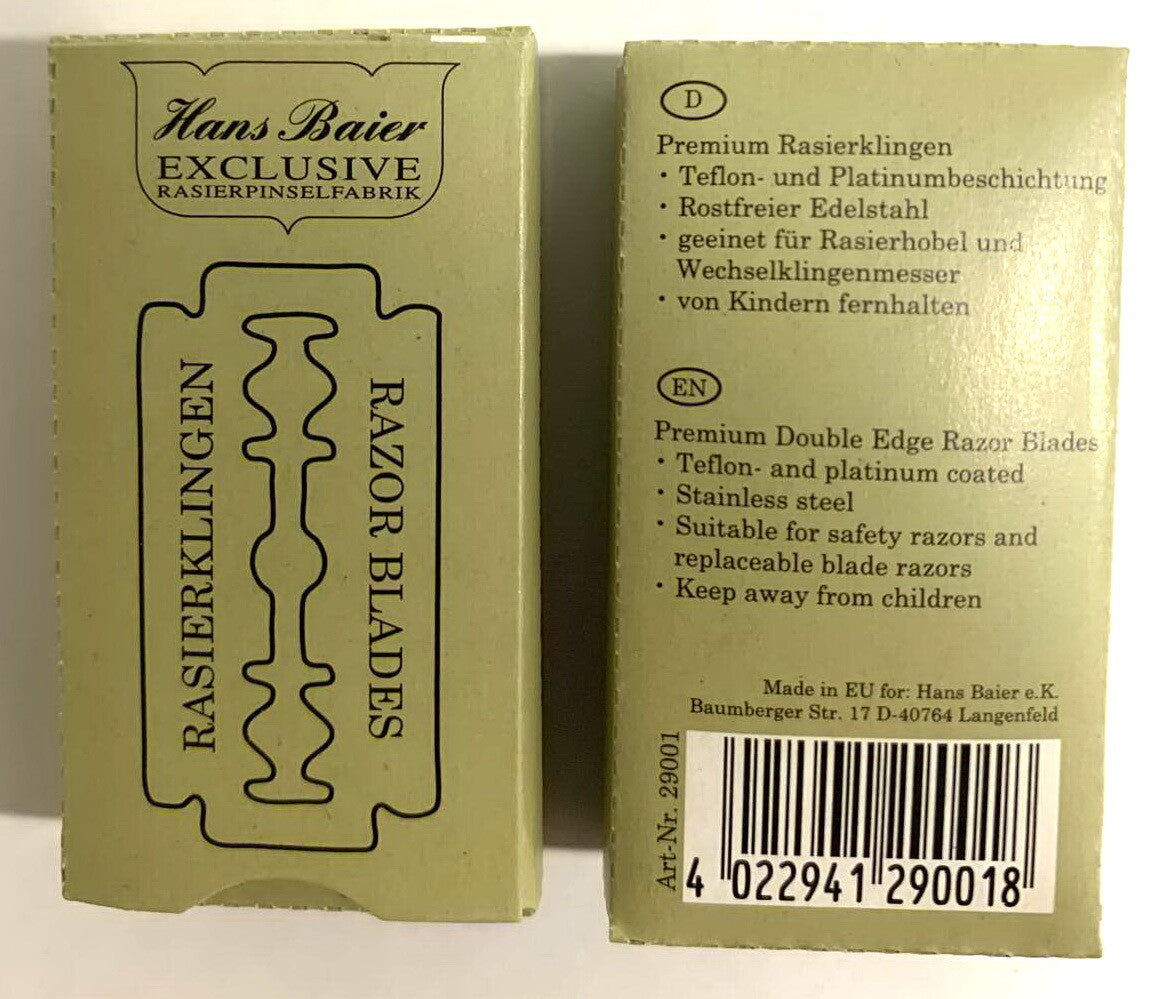 Hans Baier
EXCLUSIVE
RASIERPINSELFABRIK
RASIERKLINGEN
RAZOR BLADES
D
Premium Rasierklingen
· Teflon- und Platinumbeschichtung
· Rostfreier Edelstahl
· geeinet für Rasierhobel und
Wechselklingenmesser
· von Kindern fernhalten
EN
Premium Double Edge Razor Blades
· Teflon- and platinum coated
· Stainless steel
· Suitable for safety razors and
replaceable blade razors
· Keep away from children
Made in EU for: Hans Baier e.K.
Baumberger Str. 17 D-40764 Langenfeld
Art-Nr. 29001
4 022941 290018